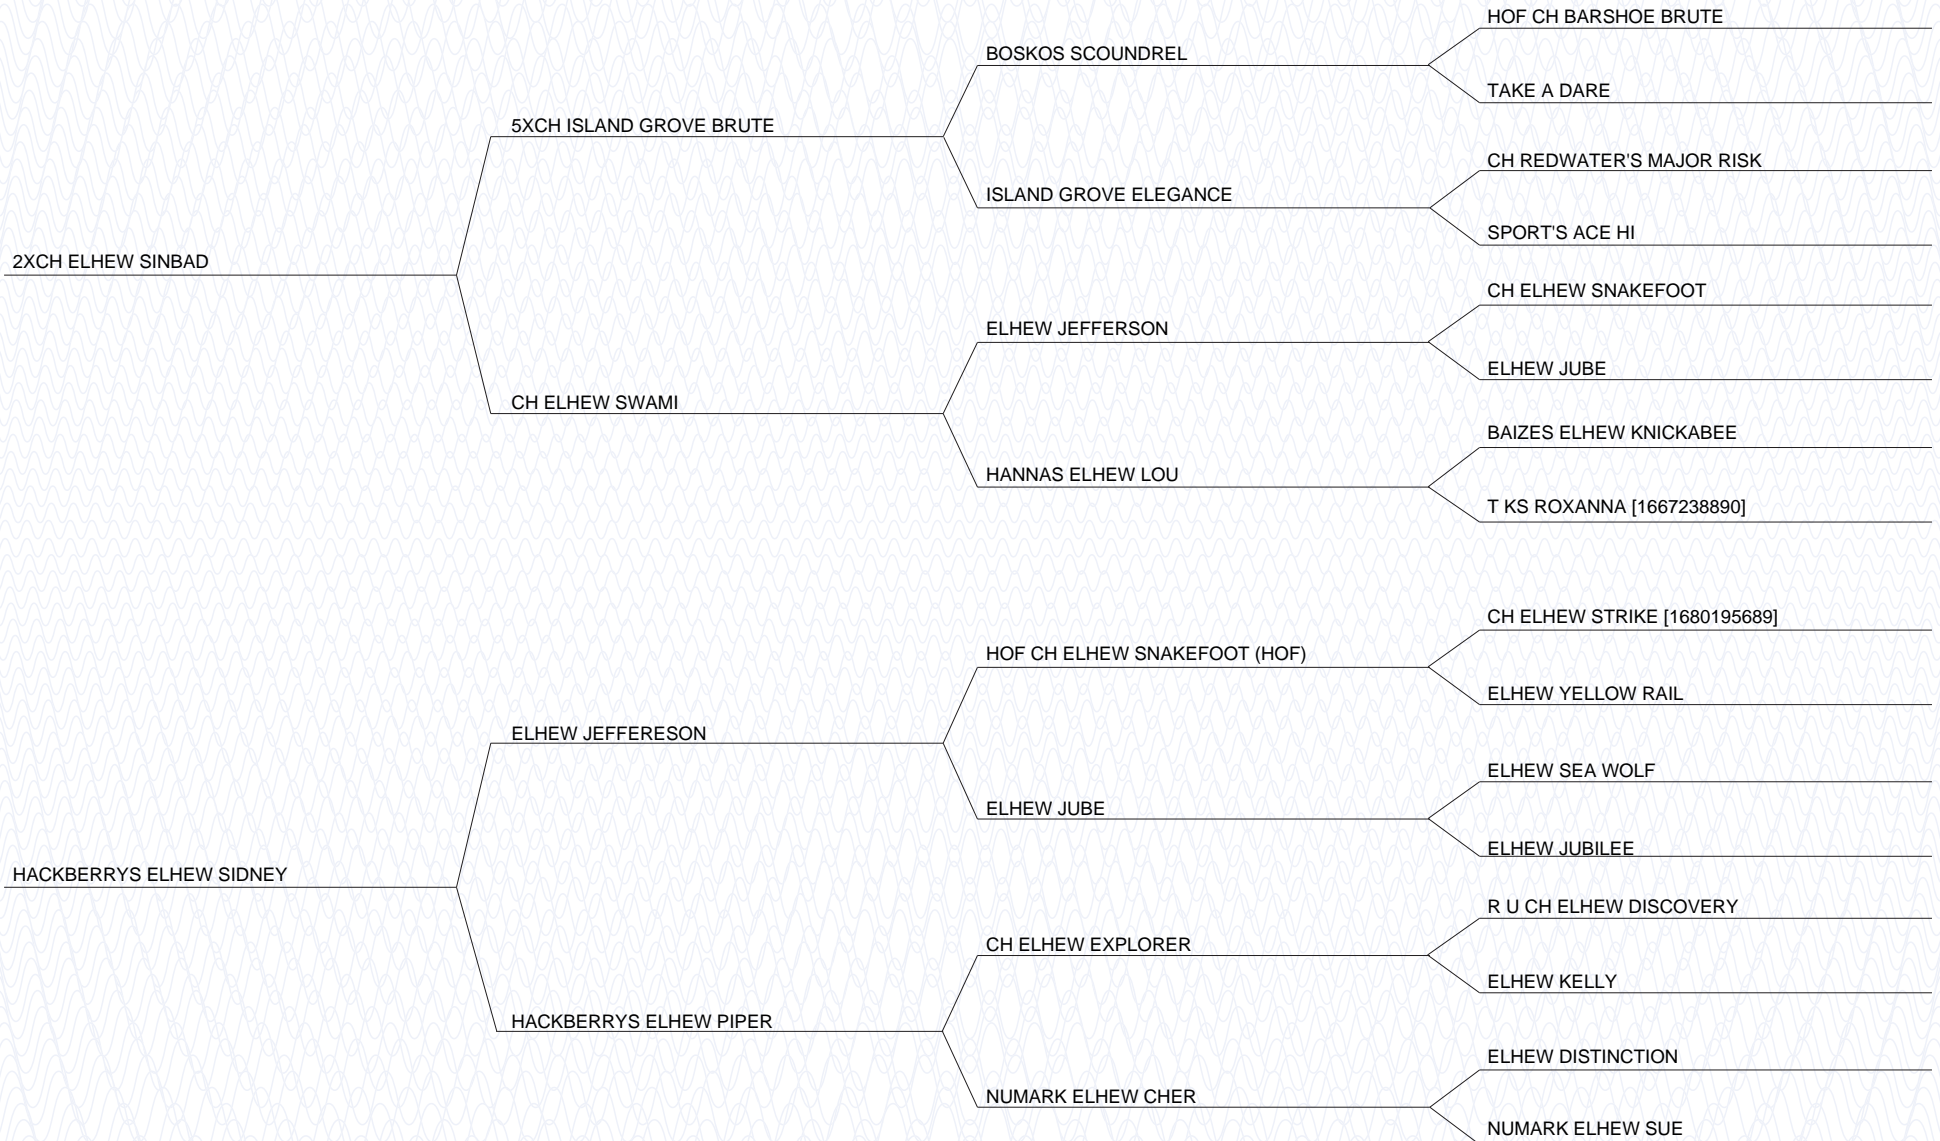 HOF CH BARSHOE BRUTE
BOSKOS SCOUNDREL
TAKE A DARE
5XCH ISLAND GROVE BRUTE
CH REDWATER'S MAJOR RISK
ISLAND GROVE ELEGANCE
SPORT'S ACE HI
2XCH ELHEW SINBAD
CH ELHEW SNAKEFOOT
ELHEW JEFFERSON
ELHEW JUBE
CH ELHEW SWAMI
BAIZES ELHEW KNICKABEE
HANNAS ELHEW LOU
T KS ROXANNA [1667238890]
CH ELHEW STRIKE [1680195689]
HOF CH ELHEW SNAKEFOOT (HOF)
ELHEW YELLOW RAIL
ELHEW JEFFERESON
ELHEW SEA WOLF
ELHEW JUBE
ELHEW JUBILEE
HACKBERRYS ELHEW SIDNEY
R U CH ELHEW DISCOVERY
CH ELHEW EXPLORER
ELHEW KELLY
HACKBERRYS ELHEW PIPER
ELHEW DISTINCTION
NUMARK ELHEW CHER
NUMARK ELHEW SUE